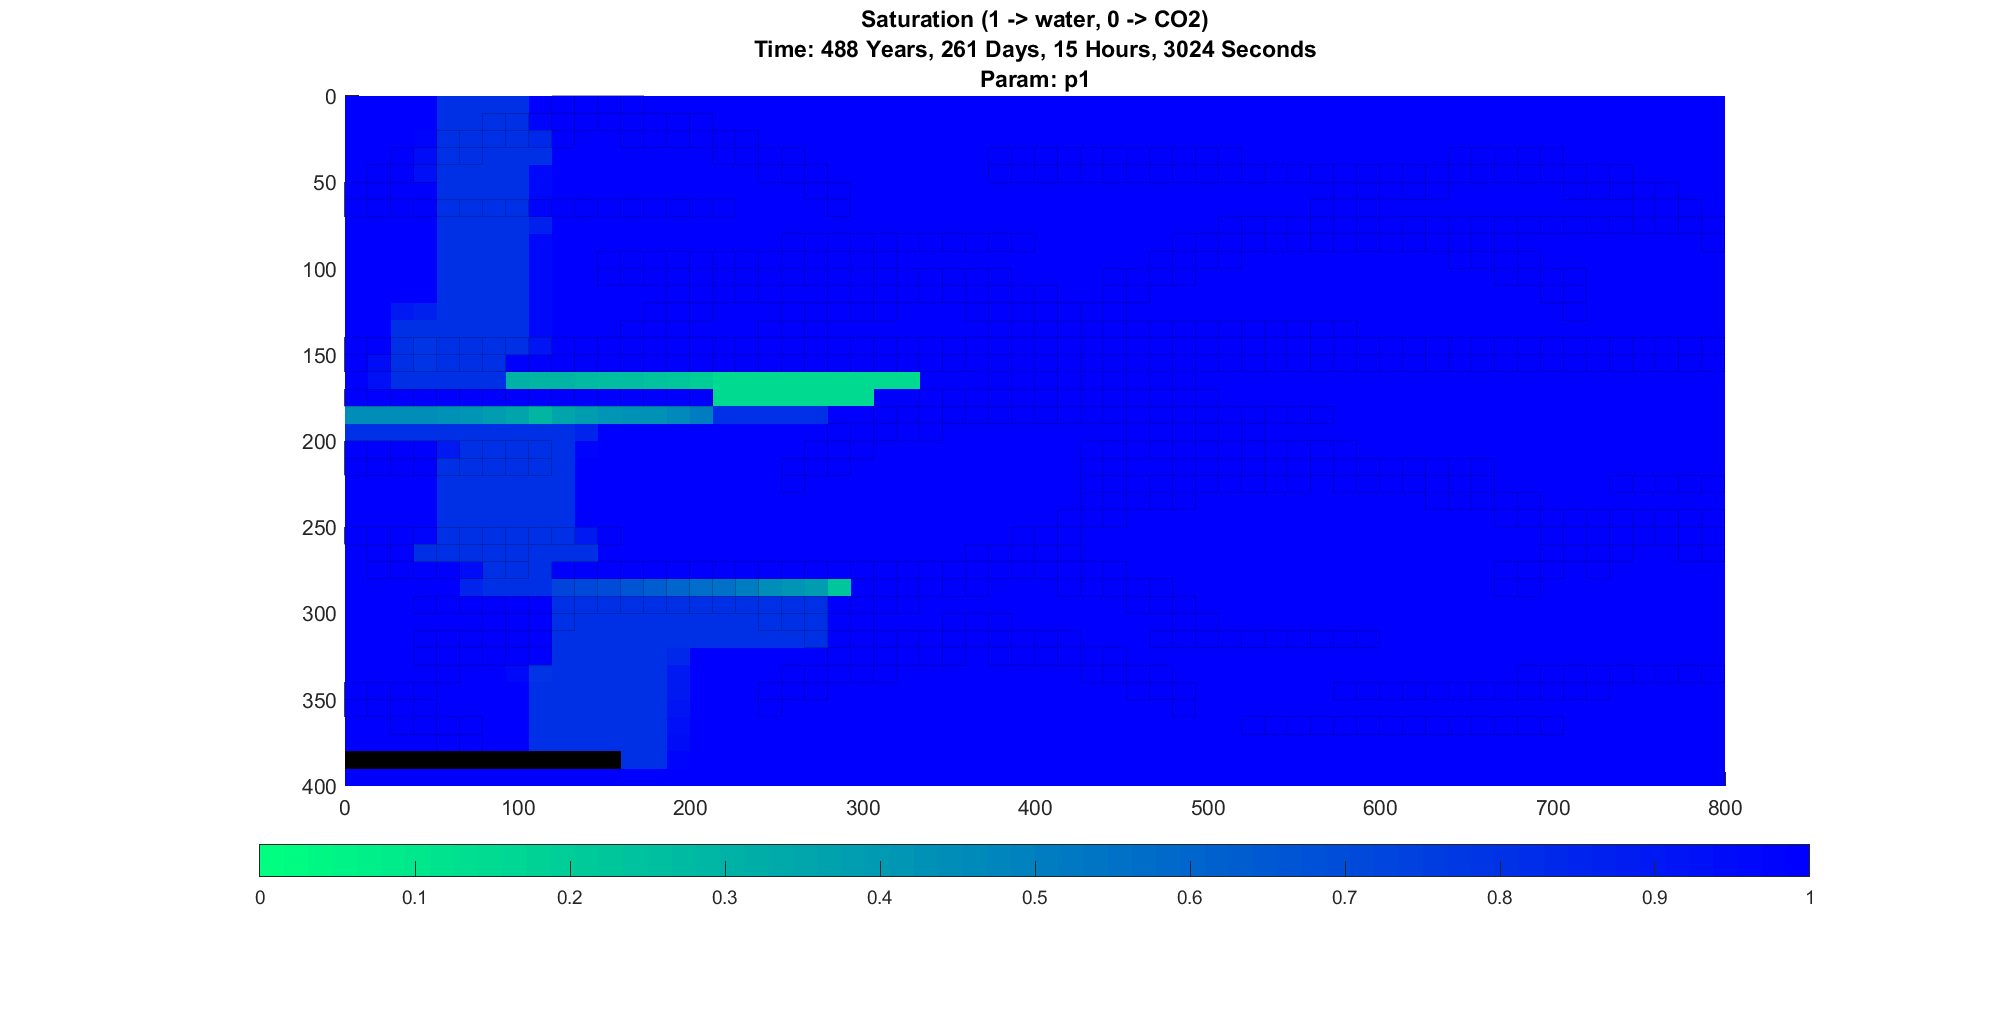 Saturation (1 -> water, 0 -> CO2)
Time: 488 Years, 261 Days, 15 Hours, 3024 Seconds
Param: p1
0
50
100
150
200
250
300
350
400
0 100 200 300 400 500 600 700 800
0 0.1 0.2 0.3 0.4 0.5 0.6 0.7 0.8 0.9 1